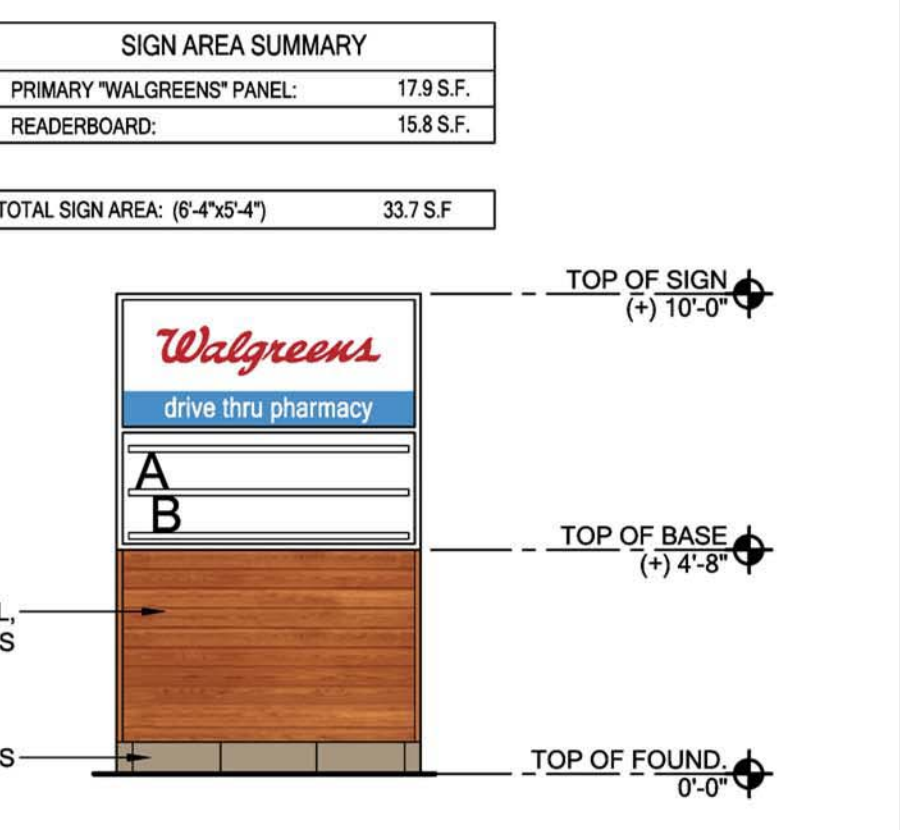 SIGN AREA SUMMARY
PRIMARY "WALGREENS" PANEL: 17.9 S.F.
READERBOARD: 15.8 S.F.
TOTAL SIGN AREA: (6'-4"x5'-4") 33.7 S.F
TOP OF SIGN
(+) 10'-0"
Walgreens
drive thru pharmacy
A
B
TOP OF BASE
(+) 4'-8"
L,
S
S
TOP OF FOUND.
0'-0"